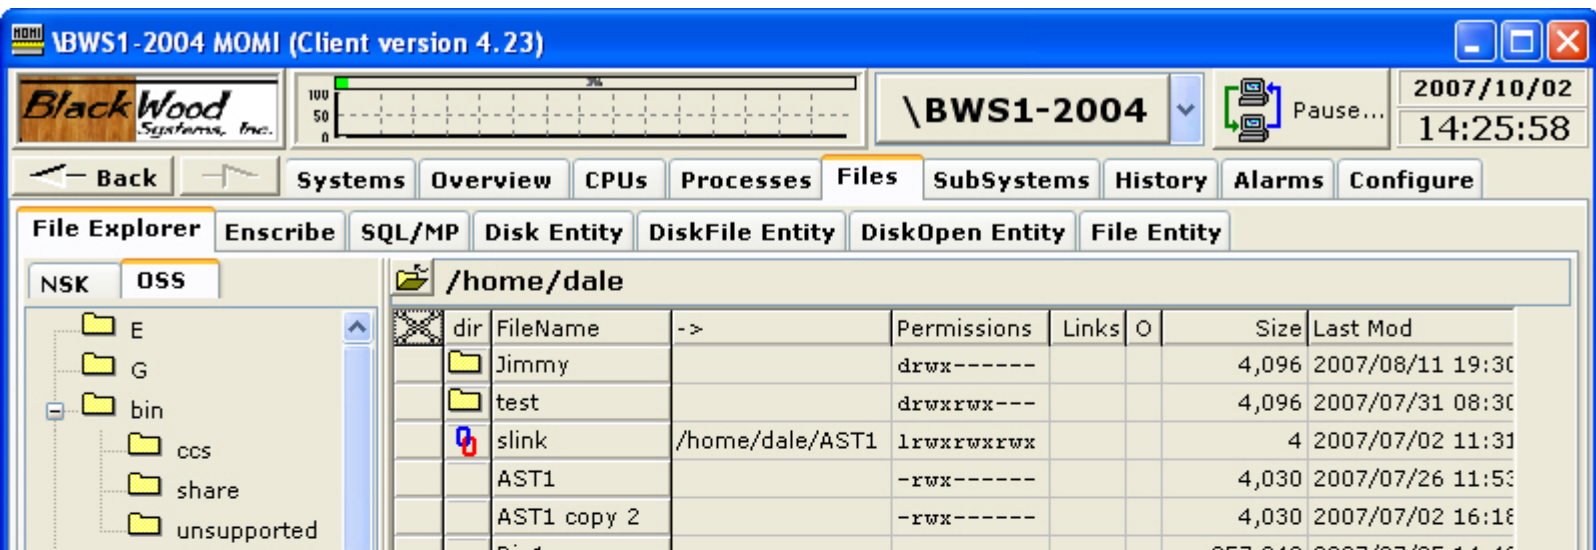 MOMI \BWS1-2004 MOMI (Client version 4.23)
BlackWood Systems, Inc.
3%
100
50
0
\BWS1-2004
Pause...
2007/10/02
14:25:58
Back Systems Overview CPUs Processes Files SubSystems History Alarms Configure
File Explorer Enscribe SQL/MP Disk Entity DiskFile Entity DiskOpen Entity File Entity
NSK OSS
/home/dale
E
G
bin
ccs
share
unsupported
dir FileName -> Permissions Links O Size Last Mod
Jimmy drwx------ 4,096 2007/08/11 19:30
test drwxrwx--- 4,096 2007/07/31 08:30
slink /home/dale/AST1 lrwxrwxrwx 4 2007/07/02 11:31
AST1 -rwx------ 4,030 2007/07/26 11:53
AST1 copy 2 -rwx------ 4,030 2007/07/02 16:18